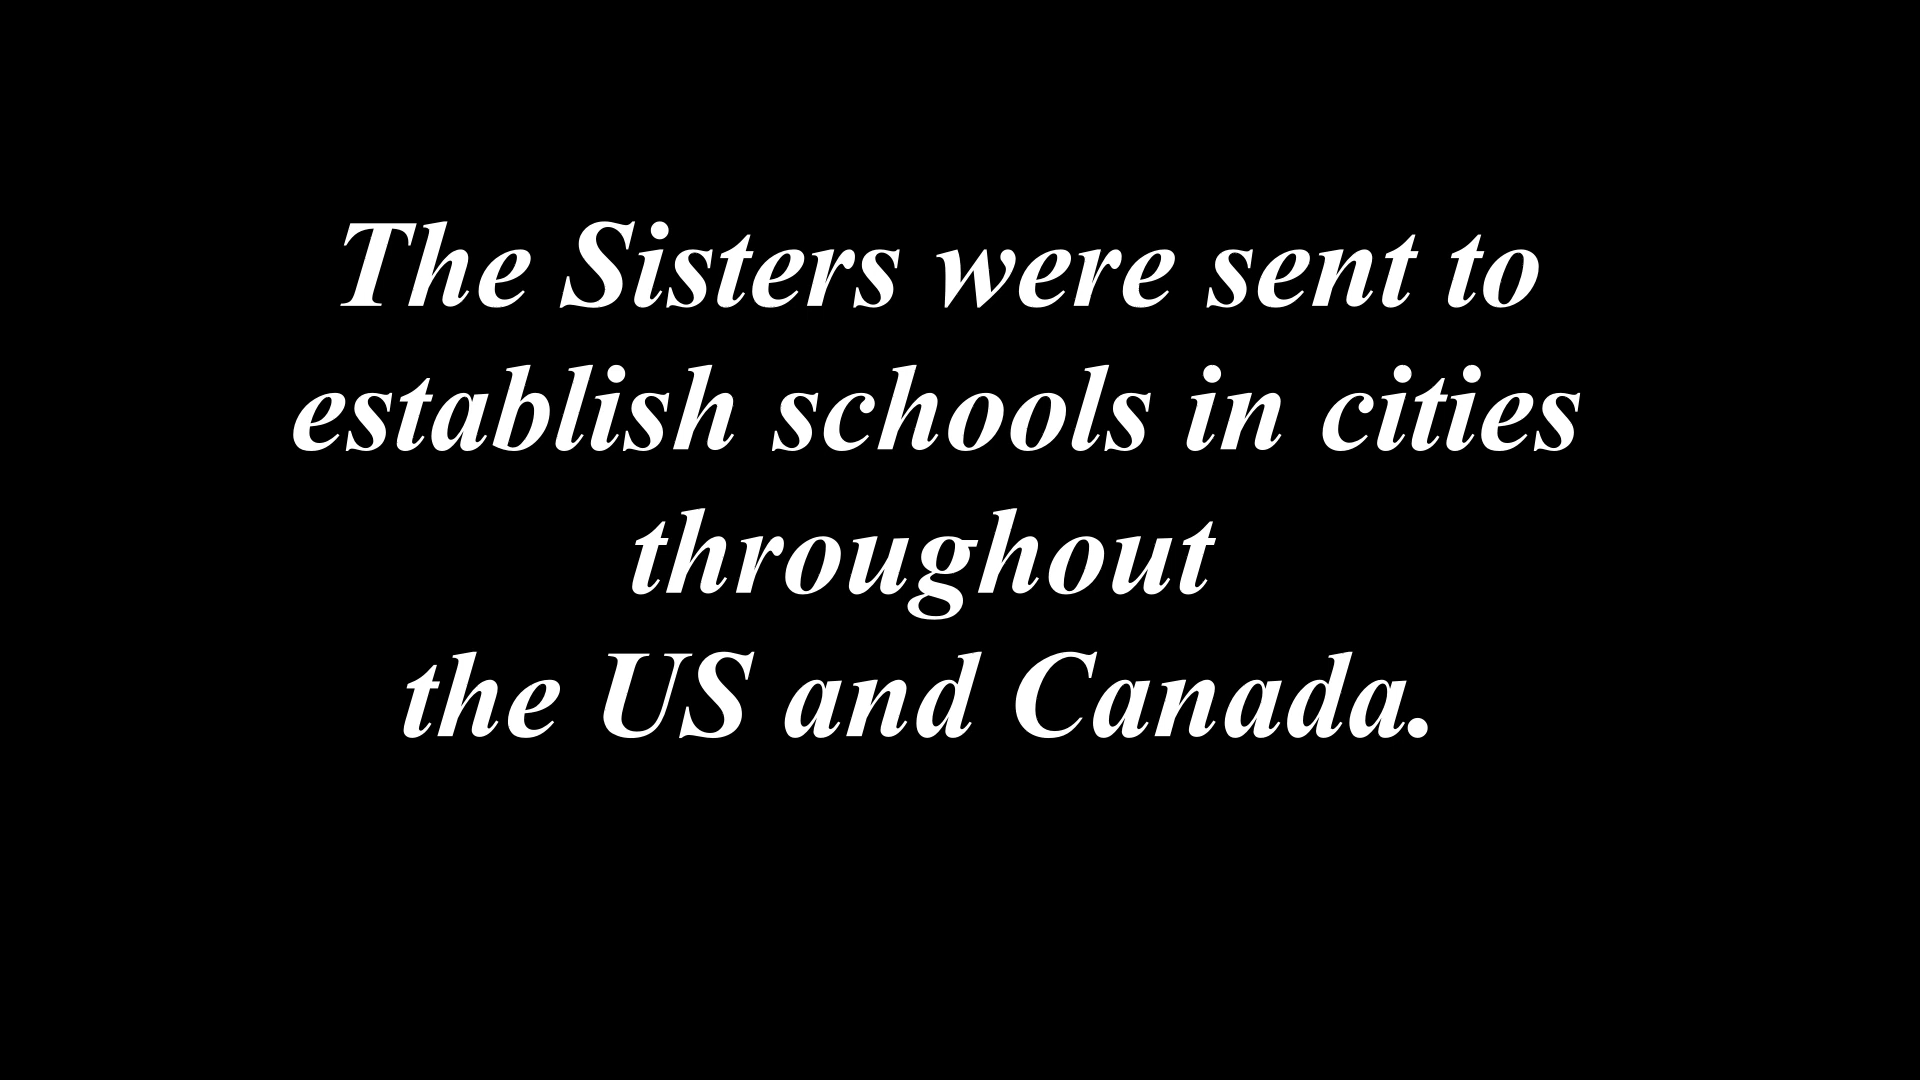 The Sisters were sent to
establish schools in cities
throughout
the US and Canada.